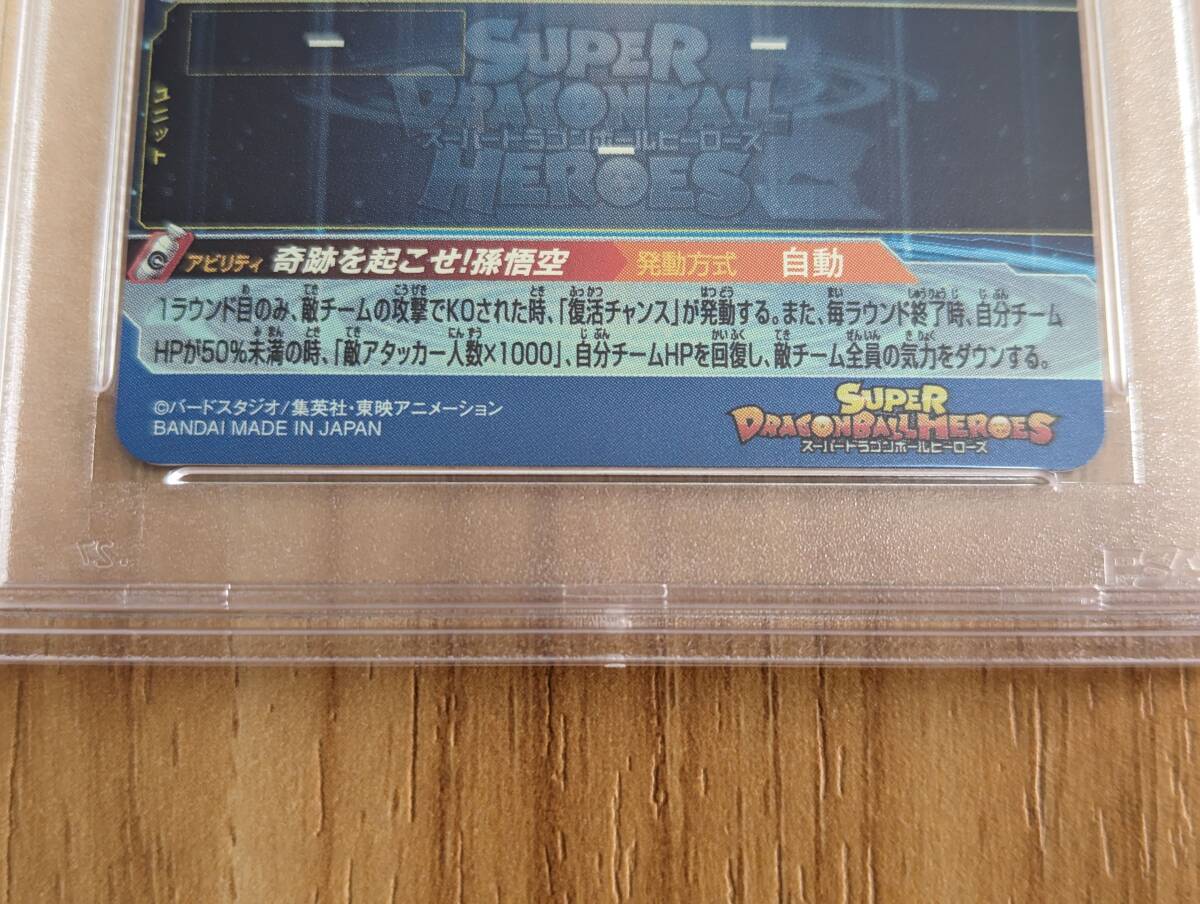 SUPER
DRAGONBALL
スーパードラゴンボールヒーローズ
HEROES
ユニット
アビリティ 奇跡を起こせ!孫悟空 発動方式 自動
1ラウンド目のみ、敵チームの攻撃でKOされた時、「復活チャンス」が発動する。また、毎ラウンド終了時、自分チーム
HPが50%未満の時、「敵アタッカー人数×1000」、自分チームHPを回復し、敵チーム全員の気力をダウンする。
©バードスタジオ/集英社・東映アニメーション
BANDAI MADE IN JAPAN
SUPER
DRAGONBALL HEROES
スーパードラゴンボールヒーローズ